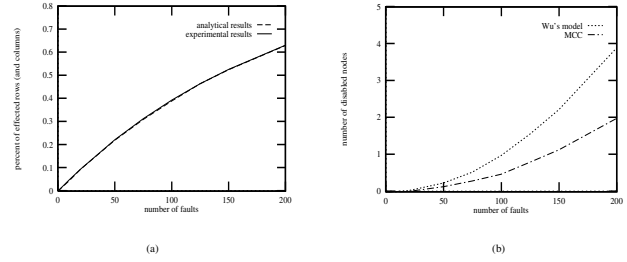 0.8
0.7
0.6
0.5
0.4
0.3
0.2
0.1
0
percent of effected rows (and columns)
analytical results
experimental results
0 50 100 150 200
number of faults
(a)
5
4
3
2
1
0
number of disabled nodes
Wu's model
MCC
0 50 100 150 200
number of faults
(b)